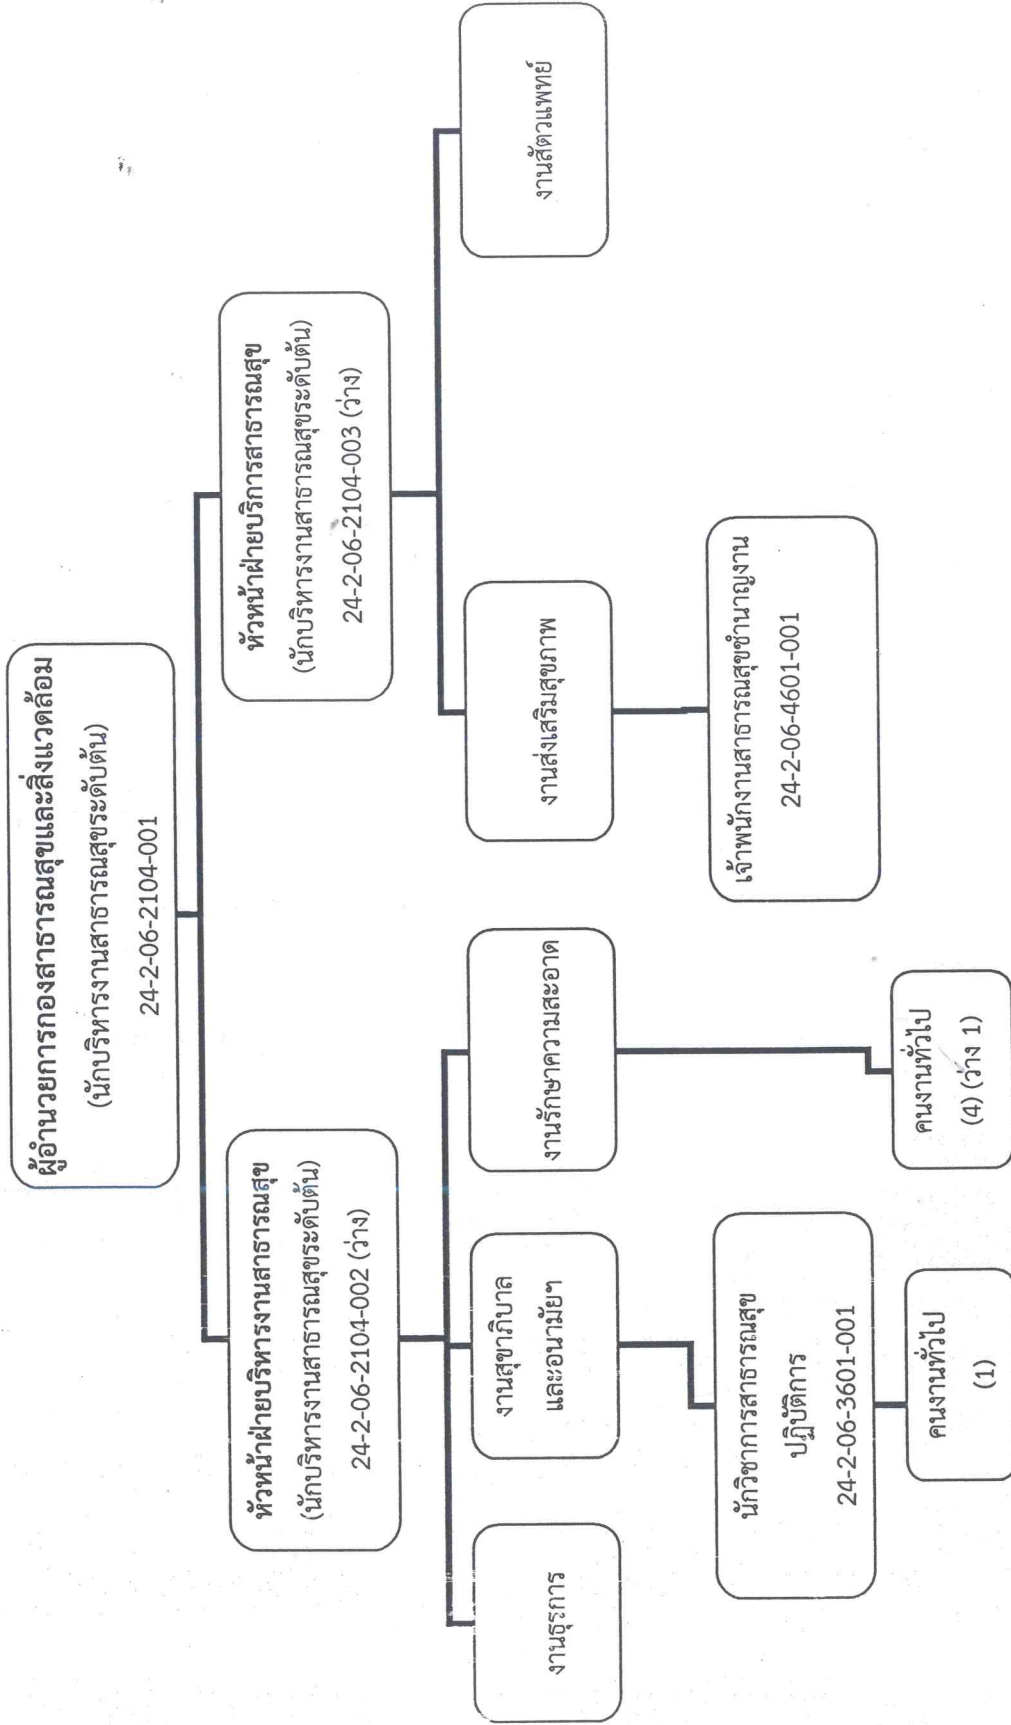 ผู้อำนวยการกองสาธารณสุขและสิ่งแวดล้อม
(นักบริหารงานสาธารณสุขระดับต้น)
24-2-06-2104-001
หัวหน้าฝ่ายบริหารงานสาธารณสุข
(นักบริหารงานสาธารณสุขระดับต้น)
24-2-06-2104-002 (ว่าง)
หัวหน้าฝ่ายบริการสาธารณสุข
(นักบริหารงานสาธารณสุขระดับต้น)
24-2-06-2104-003 (ว่าง)
งานธุรการ
งานสุขาภิบาล
และอนามัยฯ
งานรักษาความสะอาด
งานส่งเสริมสุขภาพ
งานสัตวแพทย์
นักวิชาการสาธารณสุข
ปฏิบัติการ
24-2-06-3601-001
เจ้าพนักงานสาธารณสุขชำนาญงาน
24-2-06-4601-001
คนงานทั่วไป
(1)
คนงานทั่วไป
(4) (ว่าง 1)